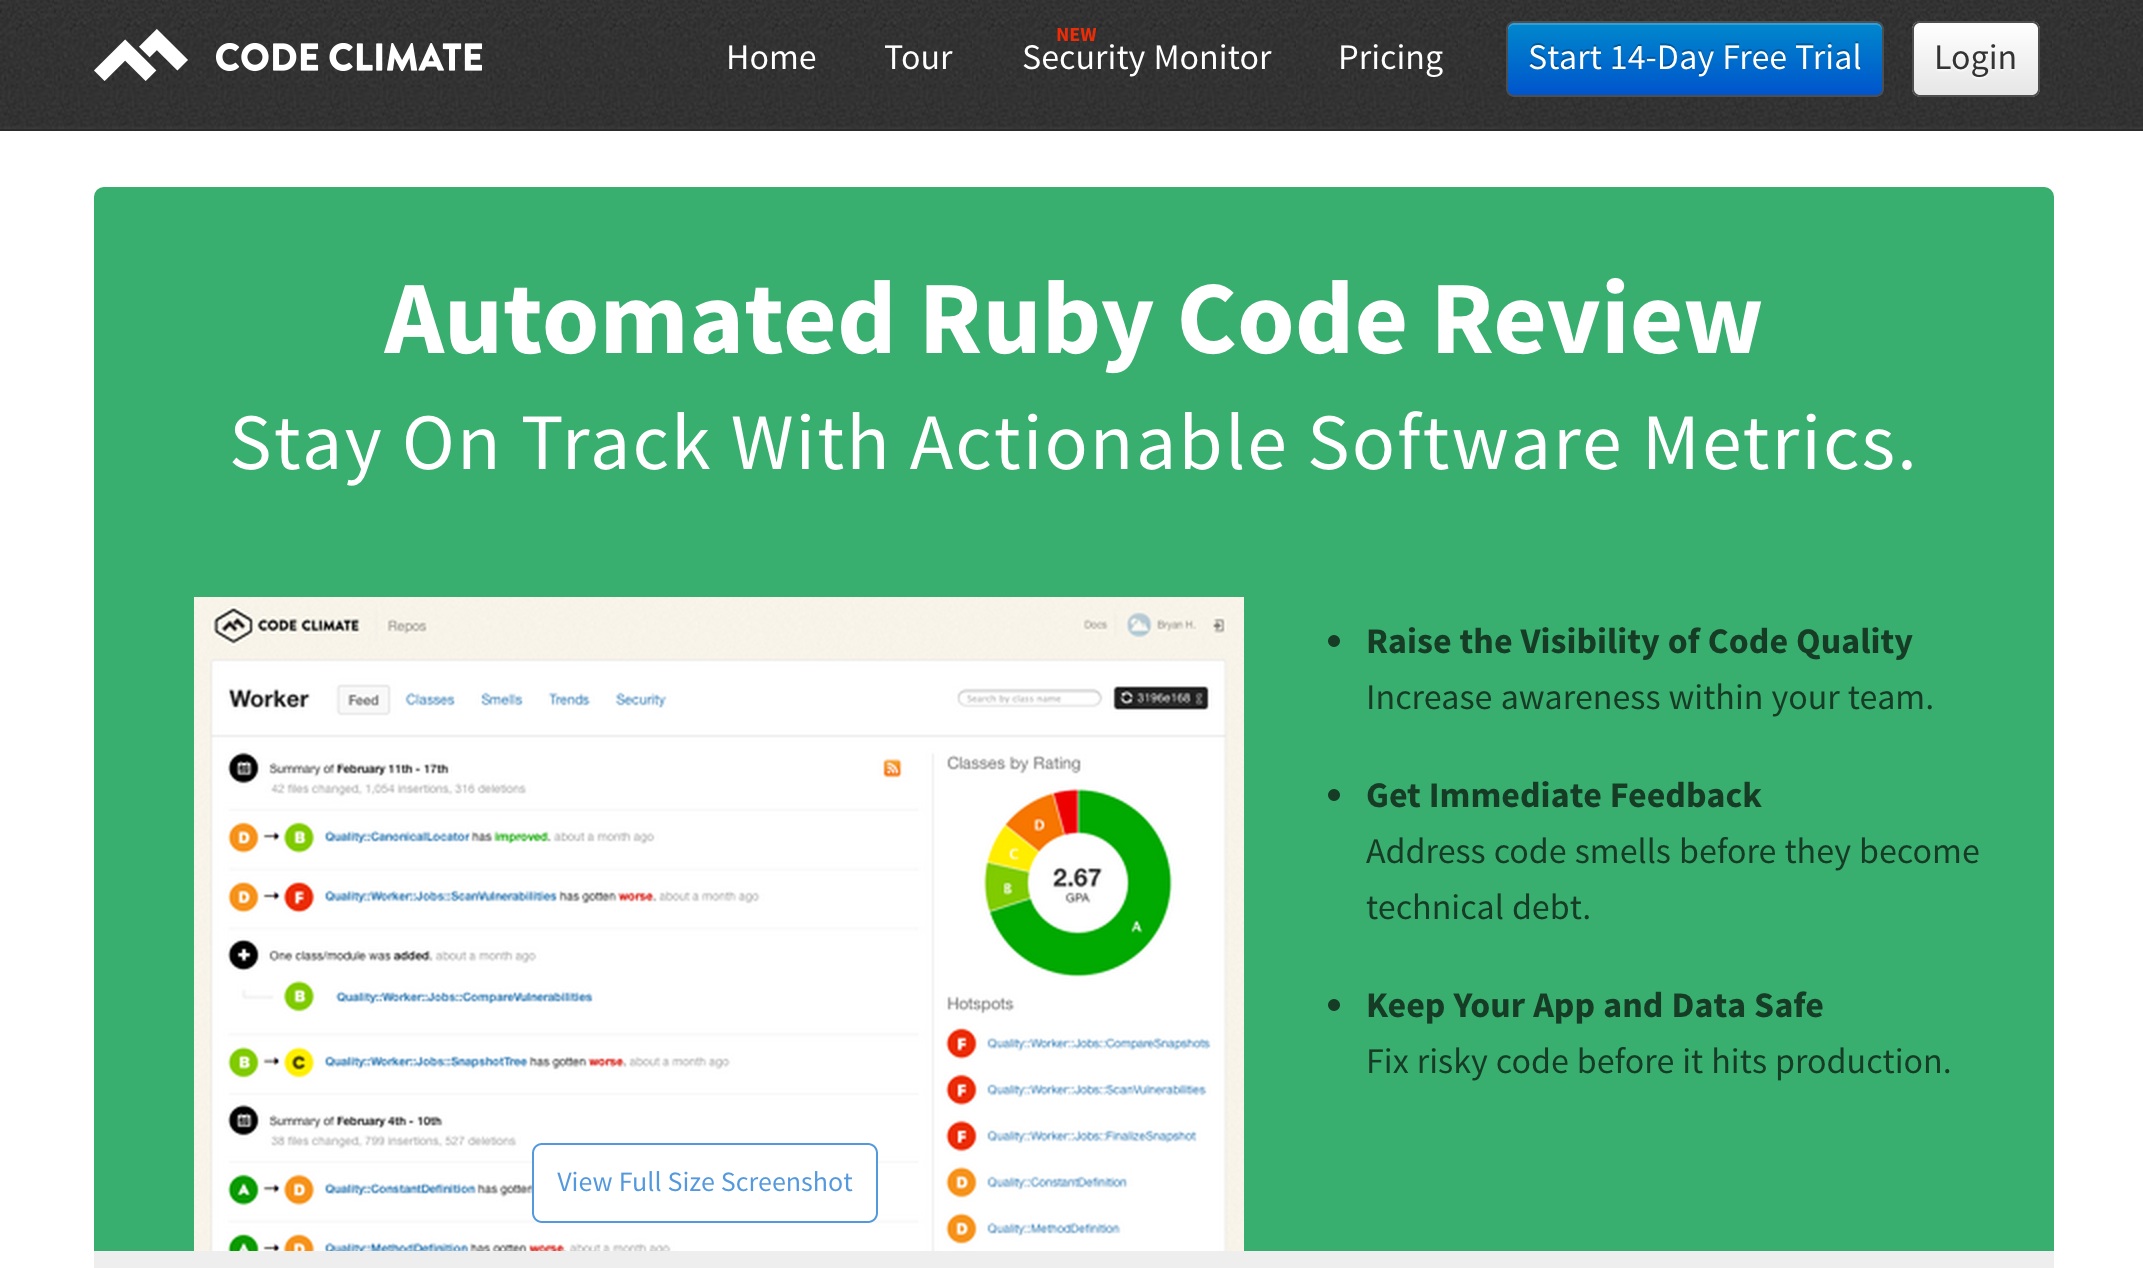 CODE CLIMATE
Home
Tour
NEW
Security Monitor
Pricing
Start 14-Day Free Trial
Login
Automated Ruby Code Review
Stay On Track With Actionable Software Metrics.
CODE CLIMATE
Repos
Docs
Bryan H.
Worker
Feed
Classes
Smells
Trends
Security
Search by class name
3196e168
Summary of February 11th - 17th
42 files changed, 1,054 insertions, 316 deletions
D → B Quality::CanonicalLocator has improved. about a month ago
D → F Quality::Worker::Jobs::ScanVulnerabilities has gotten worse. about a month ago
One class/module was added. about a month ago
B Quality::Worker::Jobs::CompareVulnerabilities
B → C Quality::Worker::Jobs::SnapshotTree has gotten worse. about a month ago
Summary of February 4th - 10th
38 files changed, 799 insertions, 527 deletions
A → D Quality::ConstantDefinition has gotten
A → D Quality::MethodDefinition has gotten worse. about a month ago
View Full Size Screenshot
Classes by Rating
D
C
B
A
2.67
GPA
Hotspots
F Quality::Worker::Jobs::CompareSnapshots
F Quality::Worker::Jobs::ScanVulnerabilities
F Quality::Worker::Jobs::FinalizeSnapshot
D Quality::ConstantDefinition
D Quality::MethodDefinition
• Raise the Visibility of Code Quality
Increase awareness within your team.
• Get Immediate Feedback
Address code smells before they become
technical debt.
• Keep Your App and Data Safe
Fix risky code before it hits production.